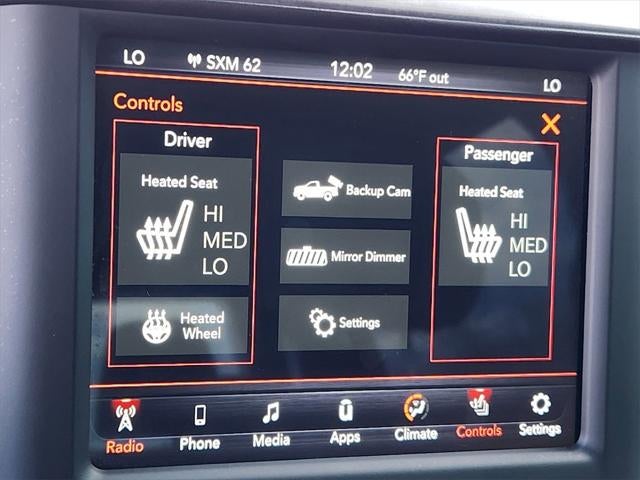 LO SXM 62 12:02 66°F out LO
Controls
X
Driver
Heated Seat
HI
MED
LO
Heated
Wheel
Backup Cam
Mirror Dimmer
Settings
Passenger
Heated Seat
HI
MED
LO
Radio Phone Media Apps Climate Controls Settings